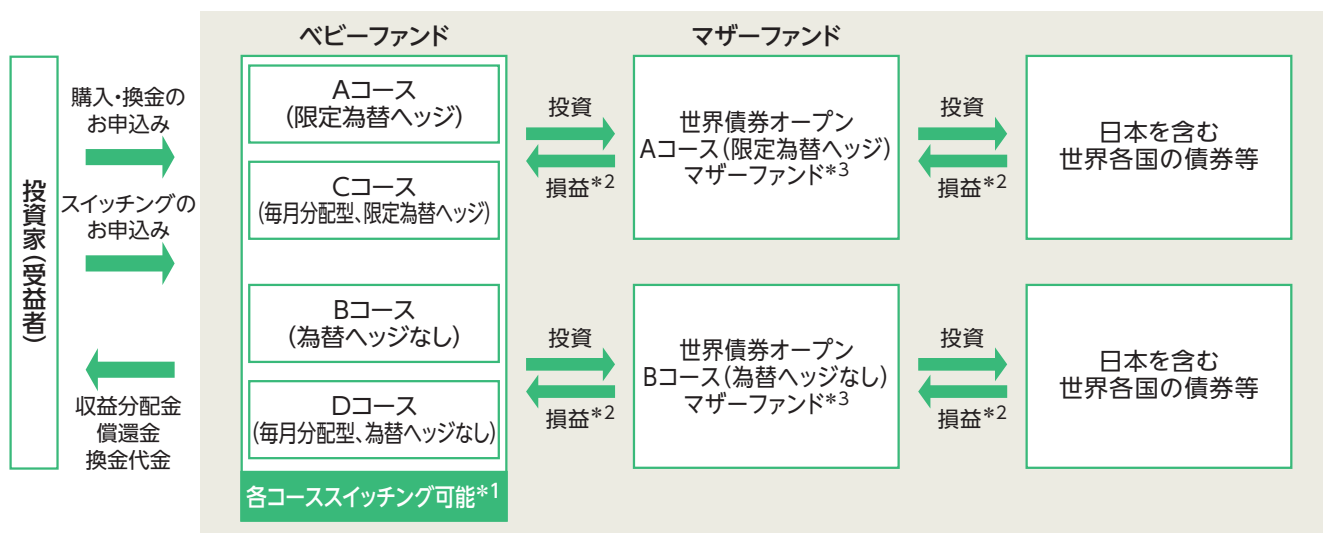 ベビーファンド
マザーファンド
投資家(受益者)
購入・換金の
お申込み
スイッチングの
お申込み
収益分配金
償還金
換金代金
Aコース
(限定為替ヘッジ)
Cコース
(毎月分配型、限定為替ヘッジ)
Bコース
(為替ヘッジなし)
Dコース
(毎月分配型、為替ヘッジなし)
各コーススイッチング可能*1
投資
損益*2
世界債券オープン
Aコース(限定為替ヘッジ)
マザーファンド*3
投資
損益*2
日本を含む
世界各国の債券等
投資
損益*2
世界債券オープン
Bコース(為替ヘッジなし)
マザーファンド*3
投資
損益*2
日本を含む
世界各国の債券等